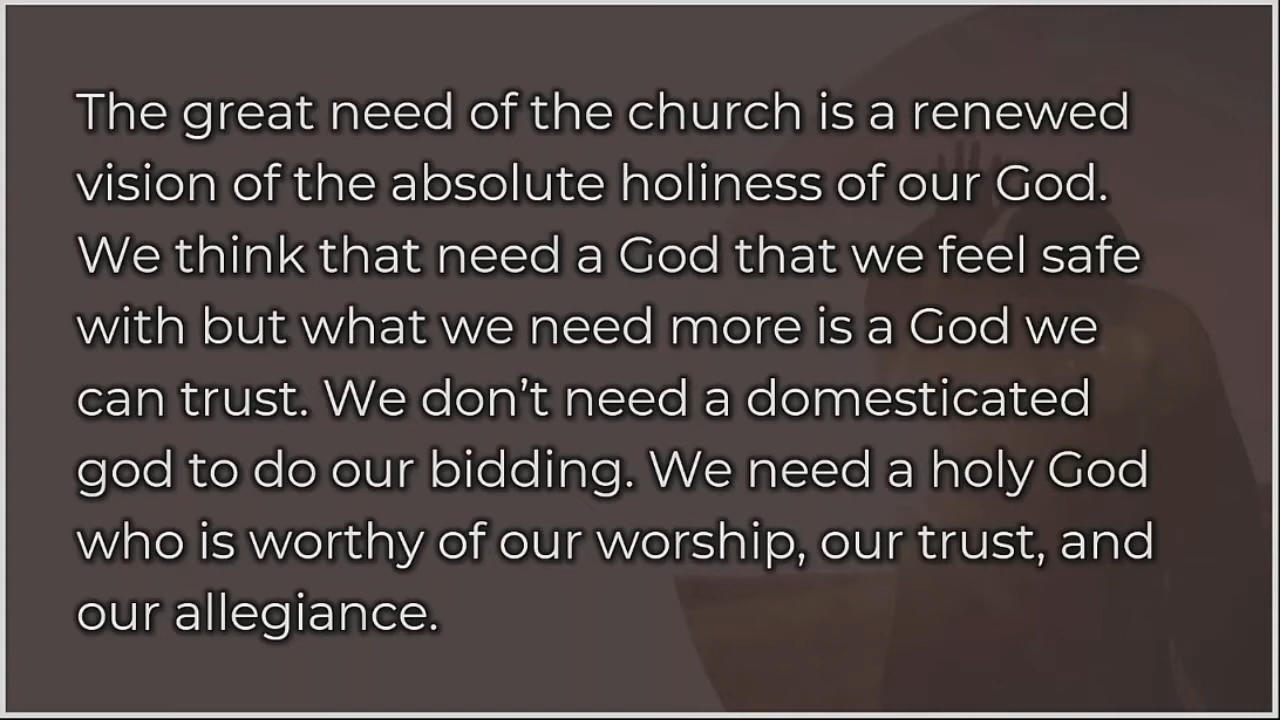 The great need of the church is a renewed
vision of the absolute holiness of our God.
We think that need a God that we feel safe
with but what we need more is a God we
can trust. We don’t need a domesticated
god to do our bidding. We need a holy God
who is worthy of our worship, our trust, and
our allegiance.